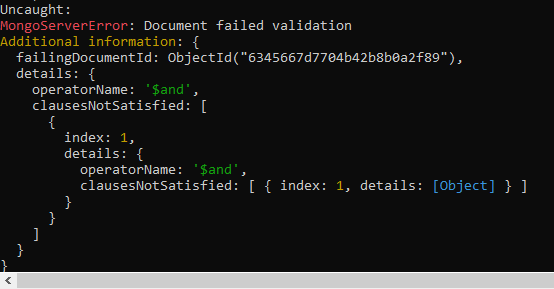 Uncaught:
MongoServerError: Document failed validation
Additional information: {
  failingDocumentId: ObjectId("6345667d7704b42b8b0a2f89"),
  details: {
    operatorName: '$and',
    clausesNotSatisfied: [
      {
        index: 1,
        details: {
          operatorName: '$and',
          clausesNotSatisfied: [ { index: 1, details: [Object] } ]
        }
      }
    ]
  }
}